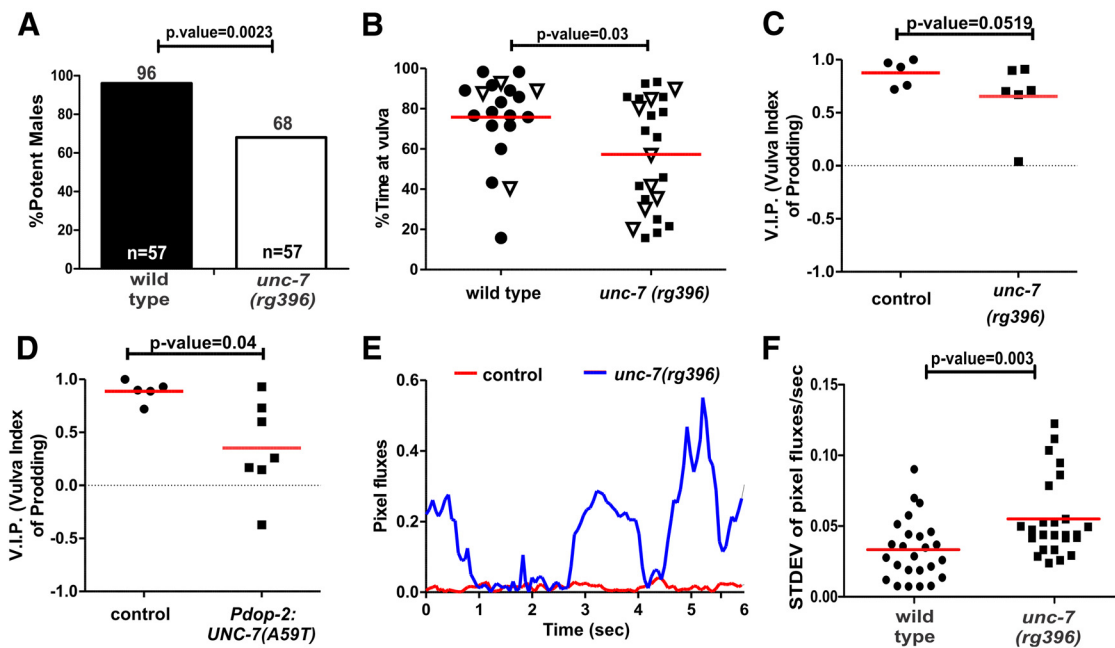 A
p.value=0.0023
%Potent Males
100
80
60
40
20
0
96
68
n=57
n=57
wild
type
unc-7
(rg396)
B
p-value=0.03
%Time at vulva
100
80
60
40
20
0
wild type
unc-7 (rg396)
C
p-value=0.0519
V.I.P. (Vulva Index
of Prodding)
1.0
0.5
0.0
-0.5
-1.0
control
unc-7
(rg396)
D
p-value=0.04
V.I.P. (Vulva Index
of Prodding)
1.0
0.5
0.0
-0.5
-1.0
control
Pdop-2:
UNC-7(A59T)
E
control
unc-7(rg396)
Pixel fluxes
0.6
0.4
0.2
0.0
0 1 2 3 4 5 6
Time (sec)
F
p-value=0.003
STDEV of pixel fluxes/sec
0.15
0.10
0.05
0.00
wild
type
unc-7
(rg396)